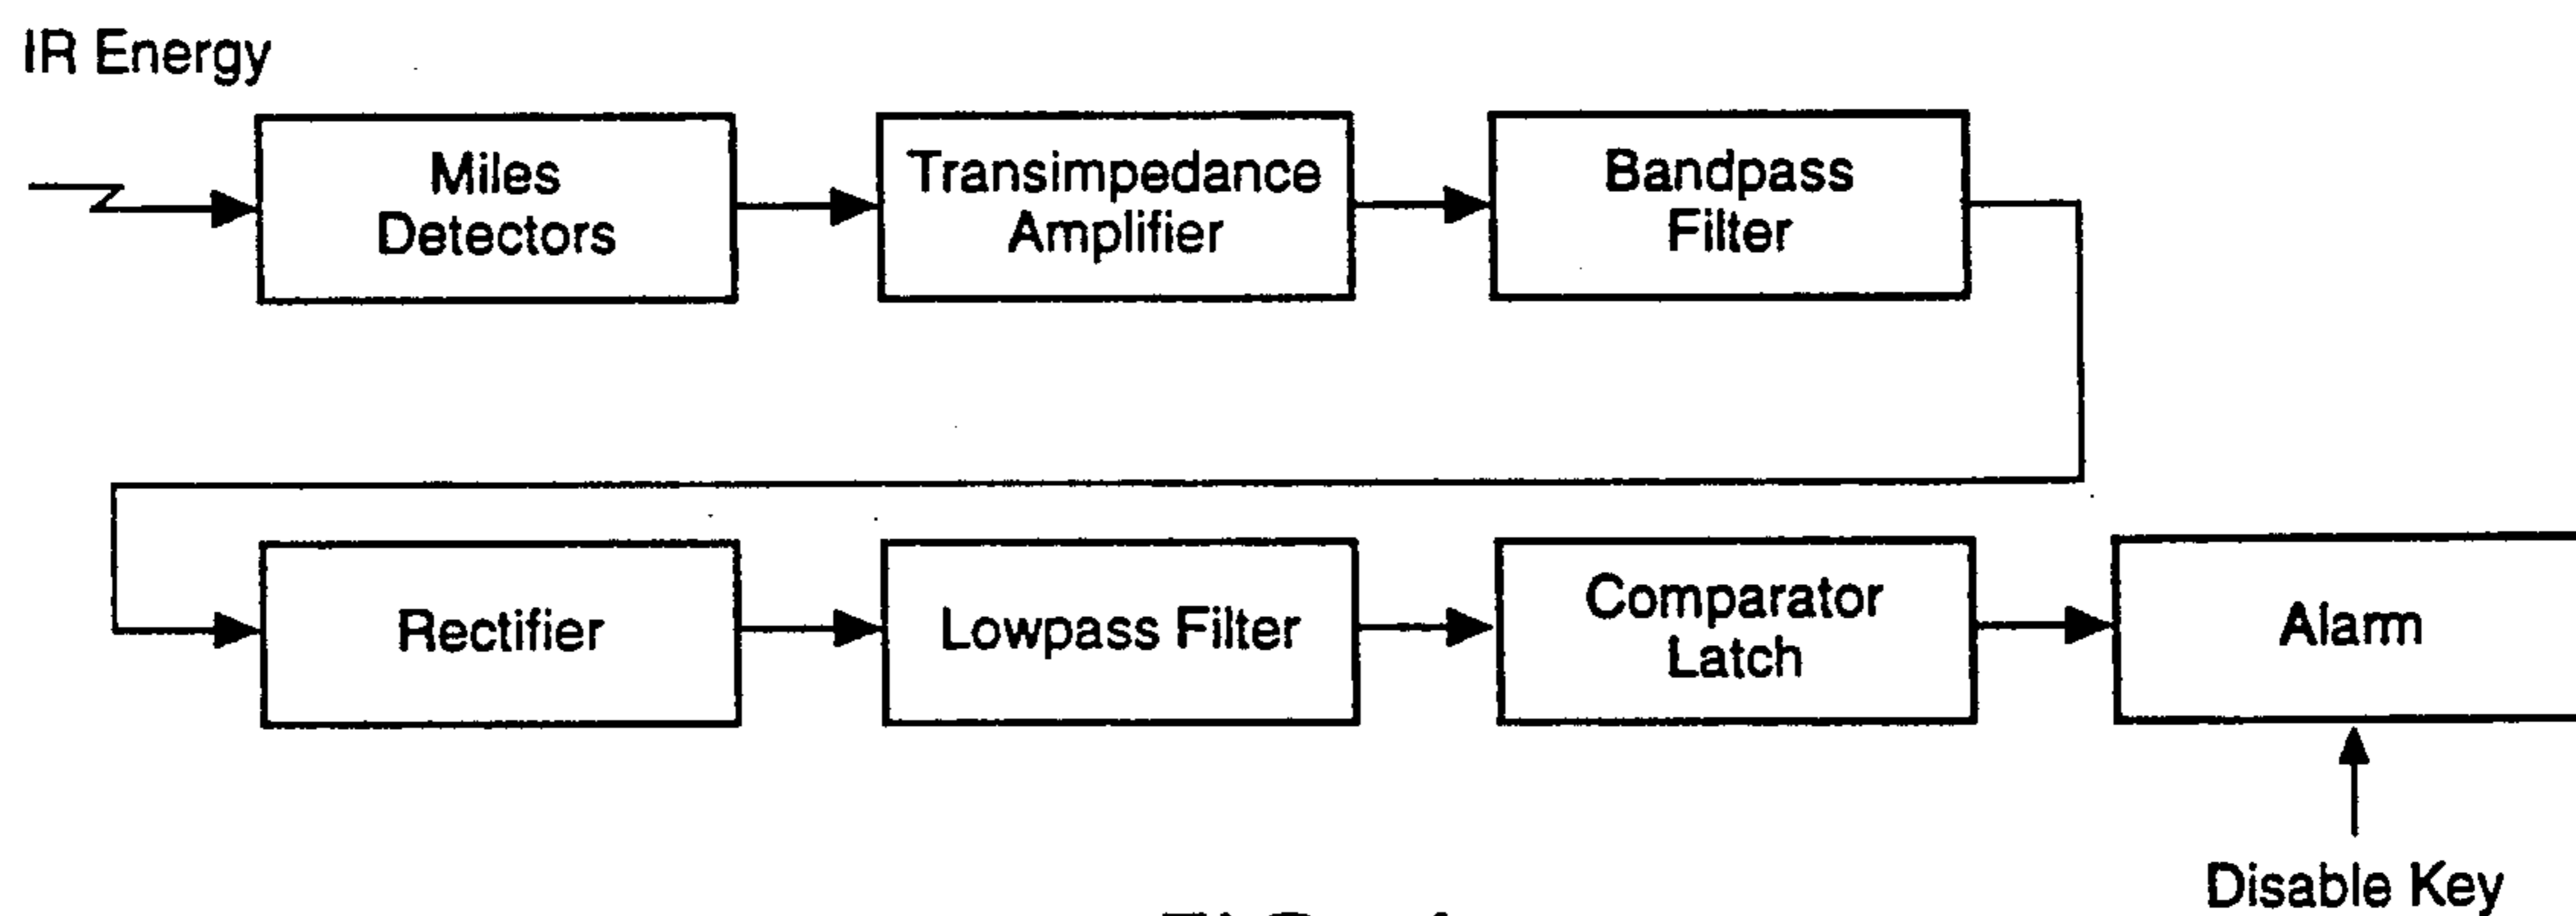 IR Energy
Miles
Detectors
Transimpedance
Amplifier
Bandpass
Filter
Rectifier
Lowpass Filter
Comparator
Latch
Alarm
Disable Key